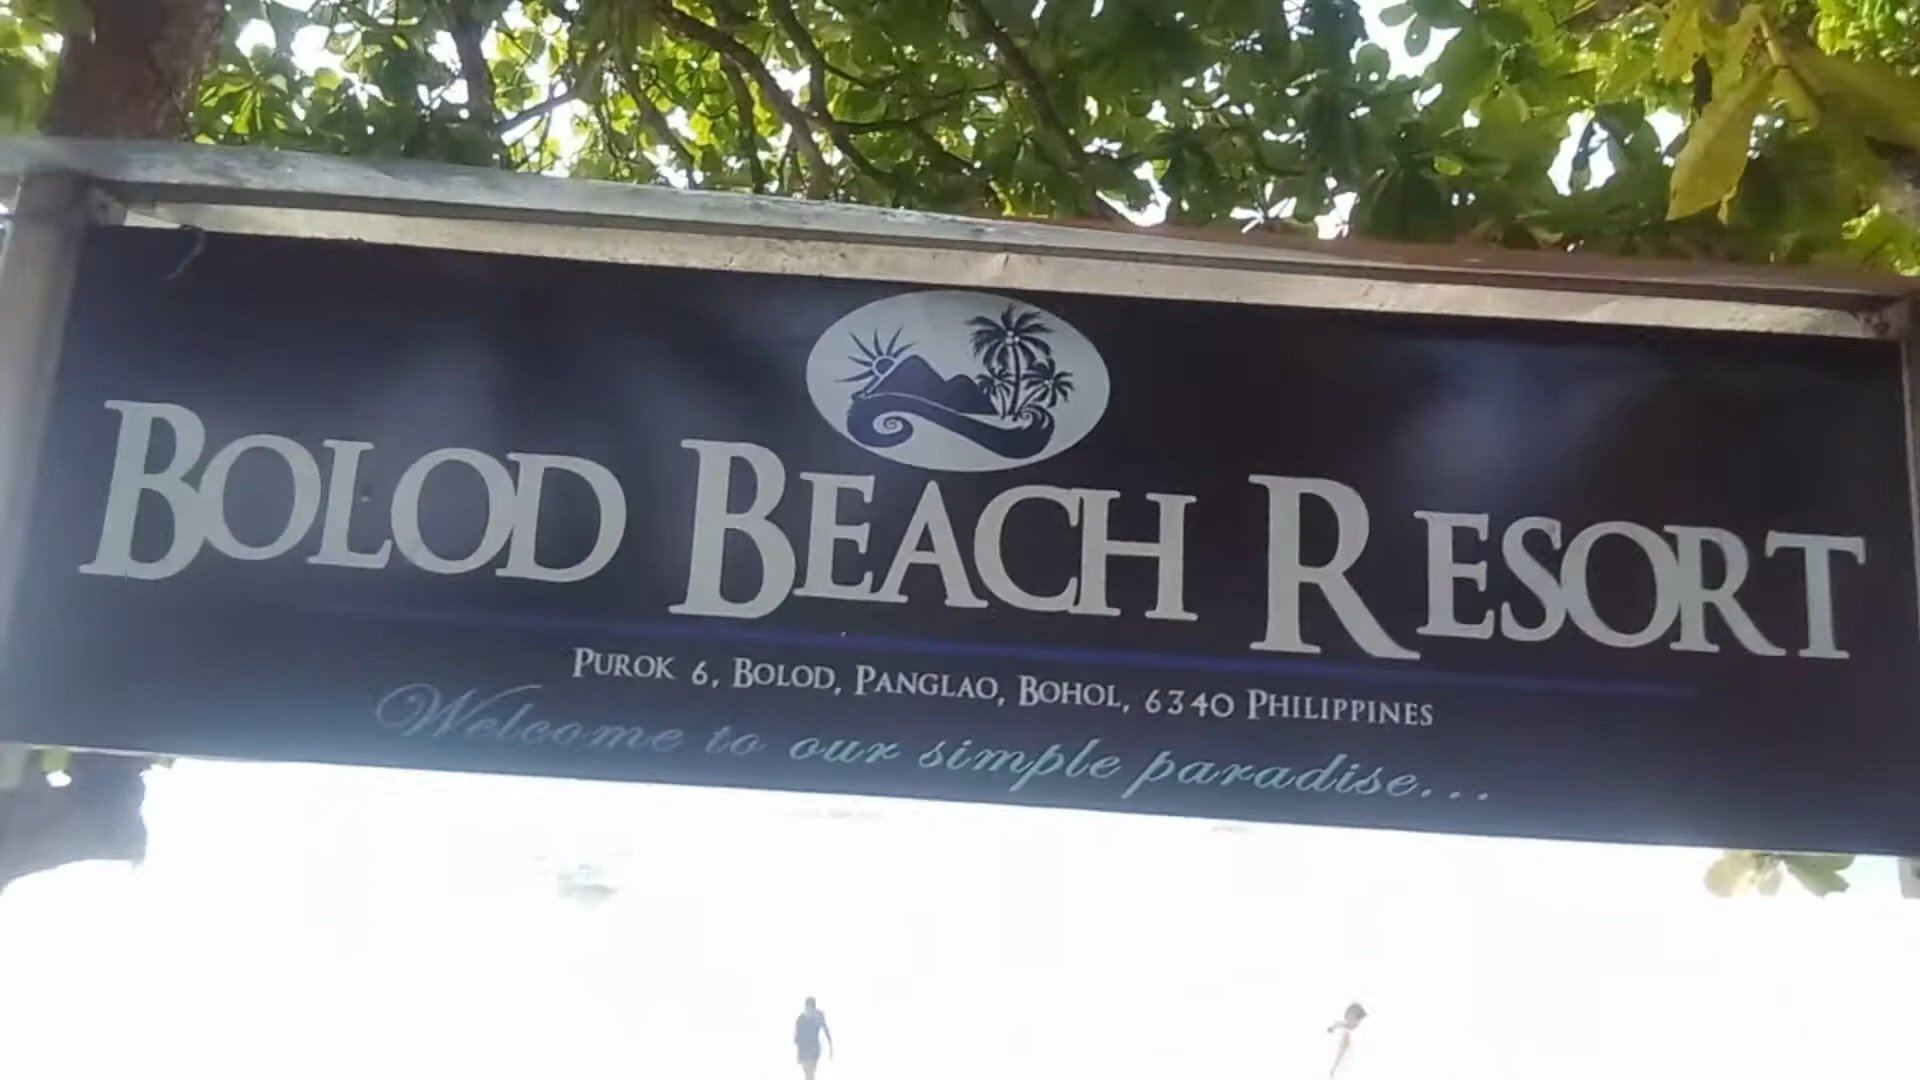 BOLOD BEACH RESORT
PUROK 6, BOLOD, PANGLAO, BOHOL, 6340 PHILIPPINES
Welcome to our simple paradise...